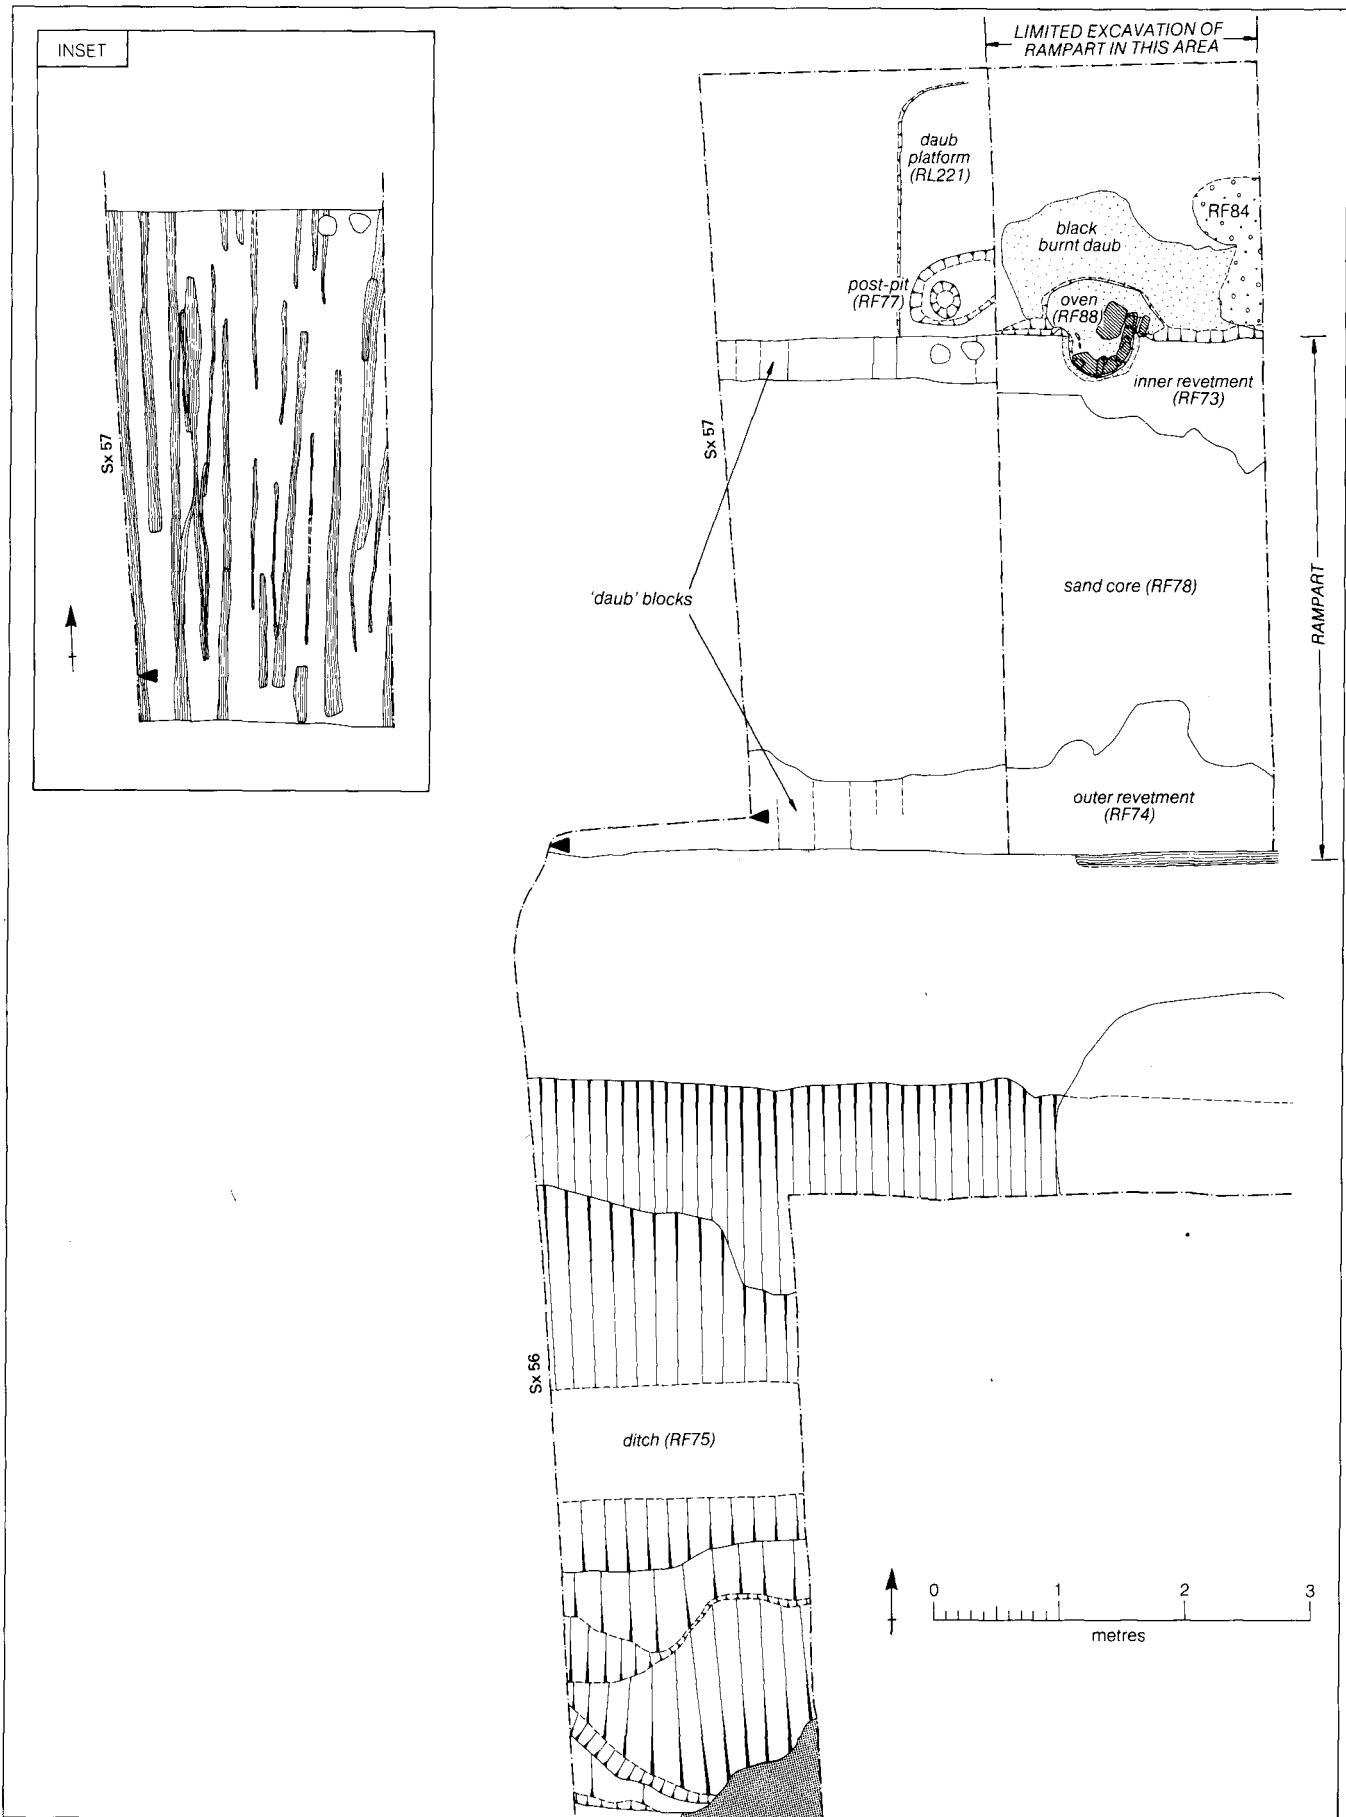 INSET
Sx 57
LIMITED EXCAVATION OF
RAMPART IN THIS AREA
daub
platform
(RL221)
RF84
black
burnt daub
post-pit
(RF77)
oven
(RF88)
inner revetment
(RF73)
Sx 57
'daub' blocks
sand core (RF78)
RAMPART
outer revetment
(RF74)
Sx 56
ditch (RF75)
0 1 2 3
metres